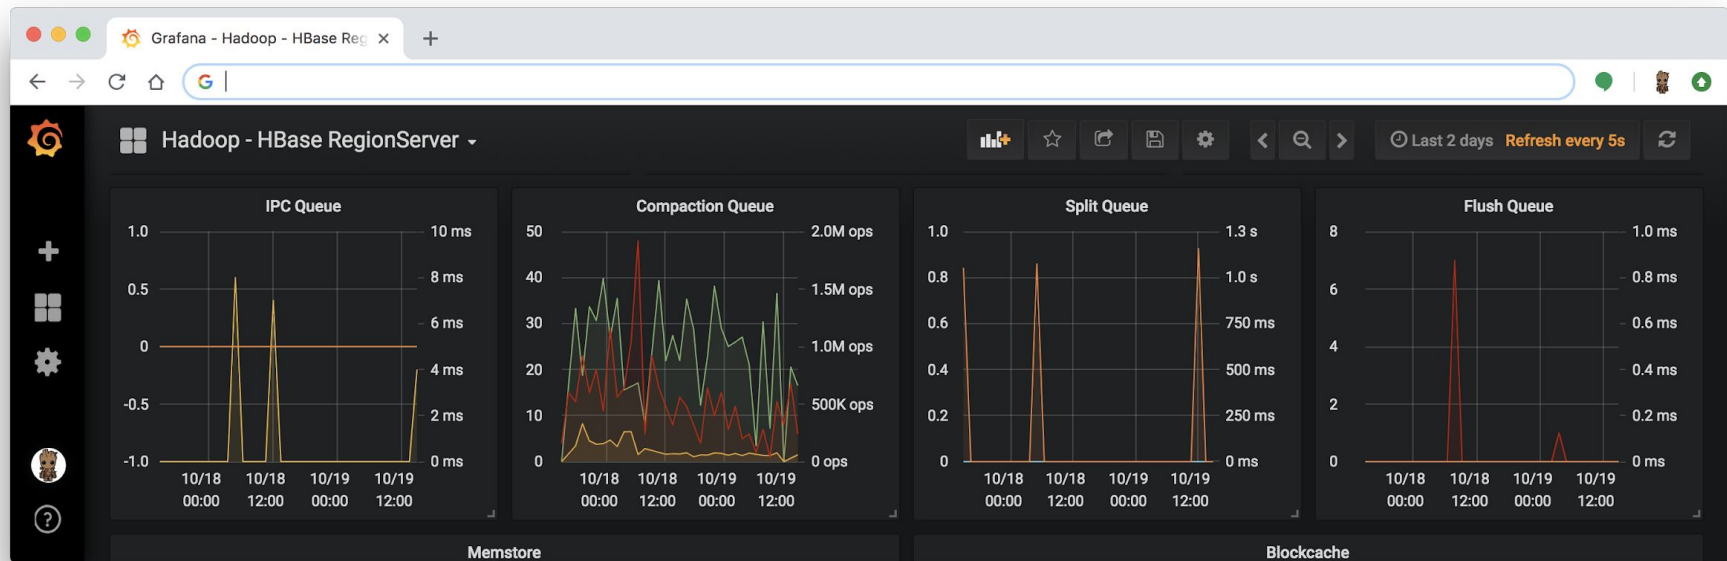 Grafana - Hadoop - HBase Reg
Hadoop - HBase RegionServer
Last 2 days Refresh every 5s
IPC Queue
1.0
0.5
0
-0.5
-1.0
10 ms
8 ms
6 ms
4 ms
2 ms
0 ms
10/18 10/18 10/19 10/19
00:00 12:00 00:00 12:00
Compaction Queue
50
40
30
20
10
0
2.0M ops
1.5M ops
1.0M ops
500K ops
0 ops
10/18 10/18 10/19 10/19
00:00 12:00 00:00 12:00
Split Queue
1.0
0.8
0.6
0.4
0.2
0
1.3 s
1.0 s
750 ms
500 ms
250 ms
0 ms
10/18 10/18 10/19 10/19
00:00 12:00 00:00 12:00
Flush Queue
8
6
4
2
0
1.0 ms
0.8 ms
0.6 ms
0.4 ms
0.2 ms
0 ms
10/18 10/18 10/19 10/19
00:00 12:00 00:00 12:00
Memstore
Blockcache